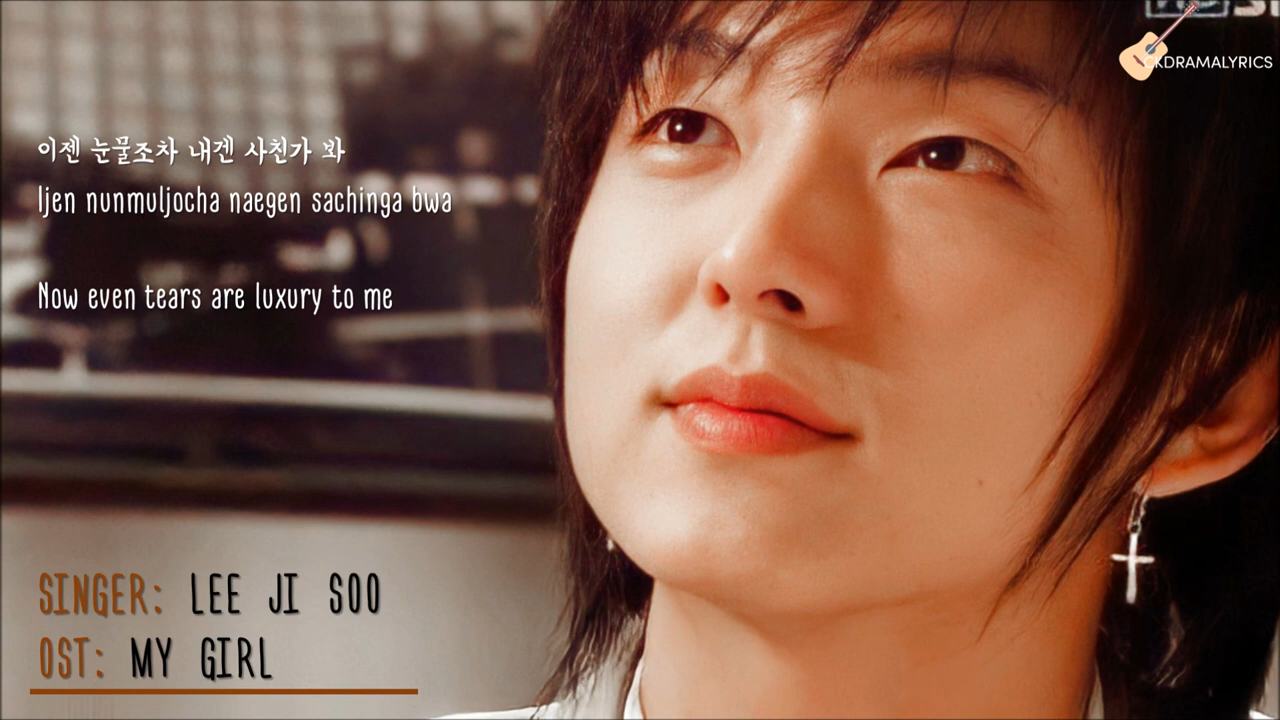 CKDRAMALYRICS
이젠 눈물조차 내겐 사친가 봐
Ijen nunmuljocha naegen sachinga bwa
Now even tears are luxury to me
SINGER: LEE JI SOO
OST: MY GIRL